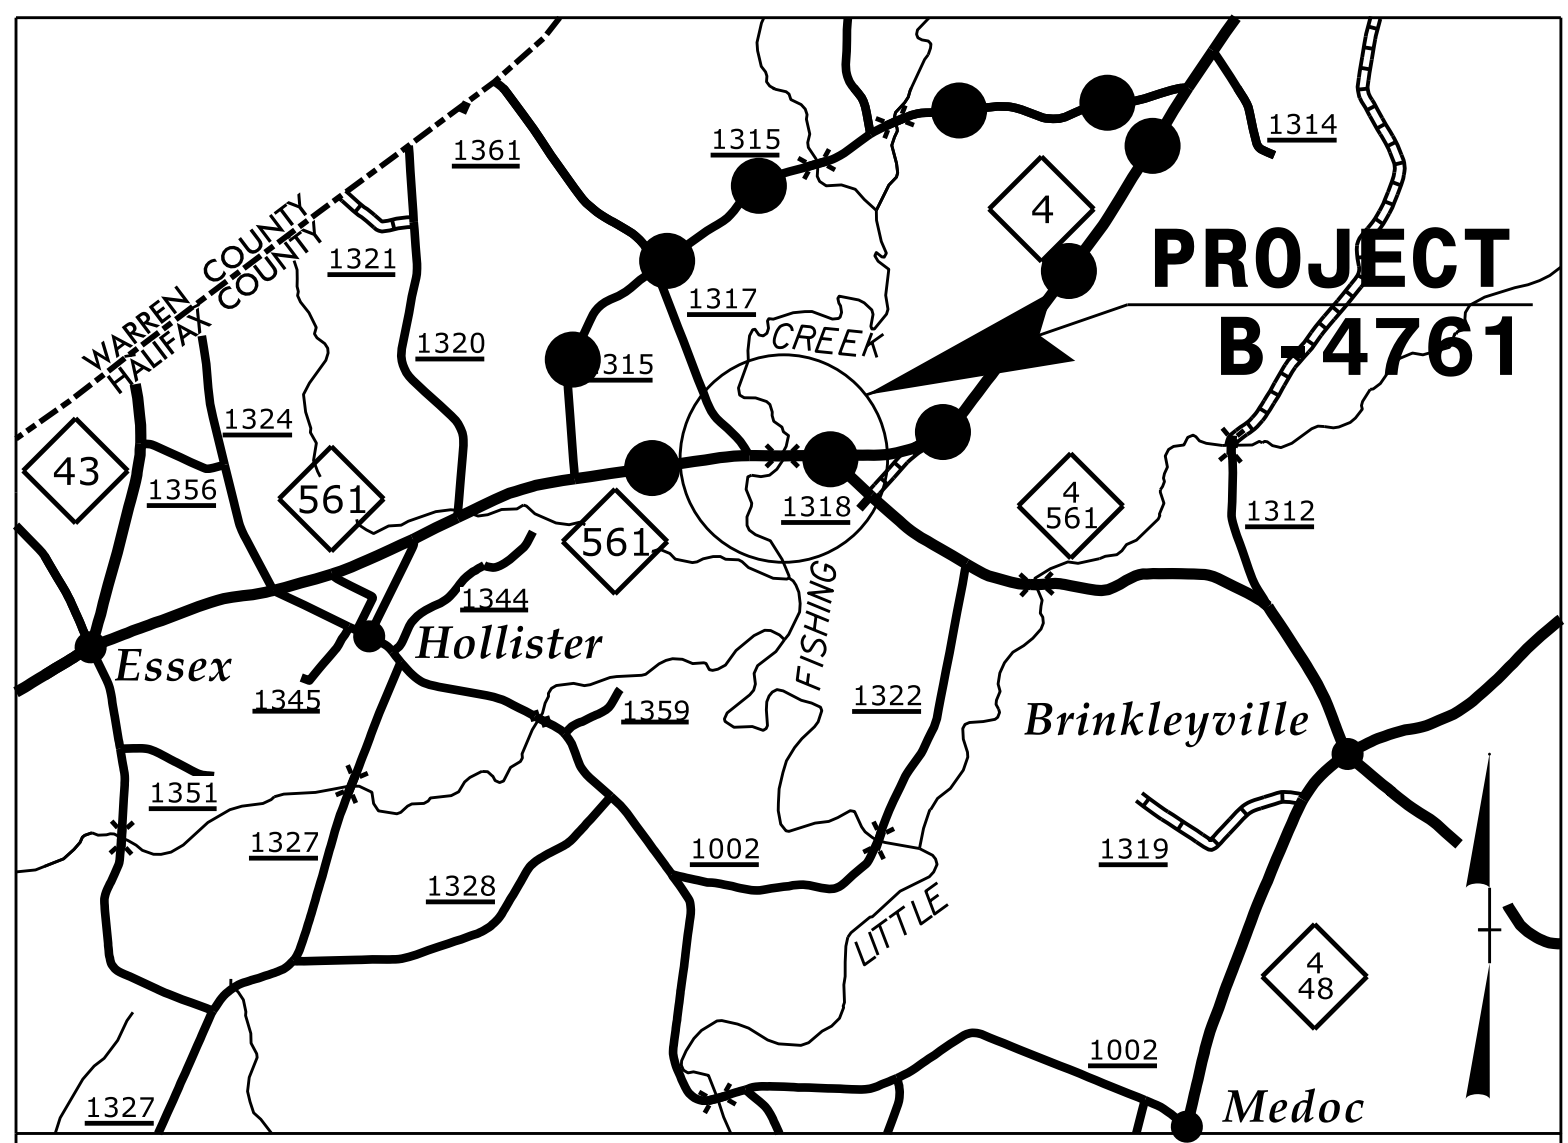 1314
1315
1361
4
PROJECT
B-4761
WARREN COUNTY
HALIFAX COUNTY
1321
1317
1320
CREEK
1315
1324
43
1356
561
1318
4
561
1312
561
1344
FISHING
Hollister
Essex
1345
1359
1322
Brinkleyville
1351
1327
1002
1319
1328
LITTLE
4
48
1002
1327
Medoc